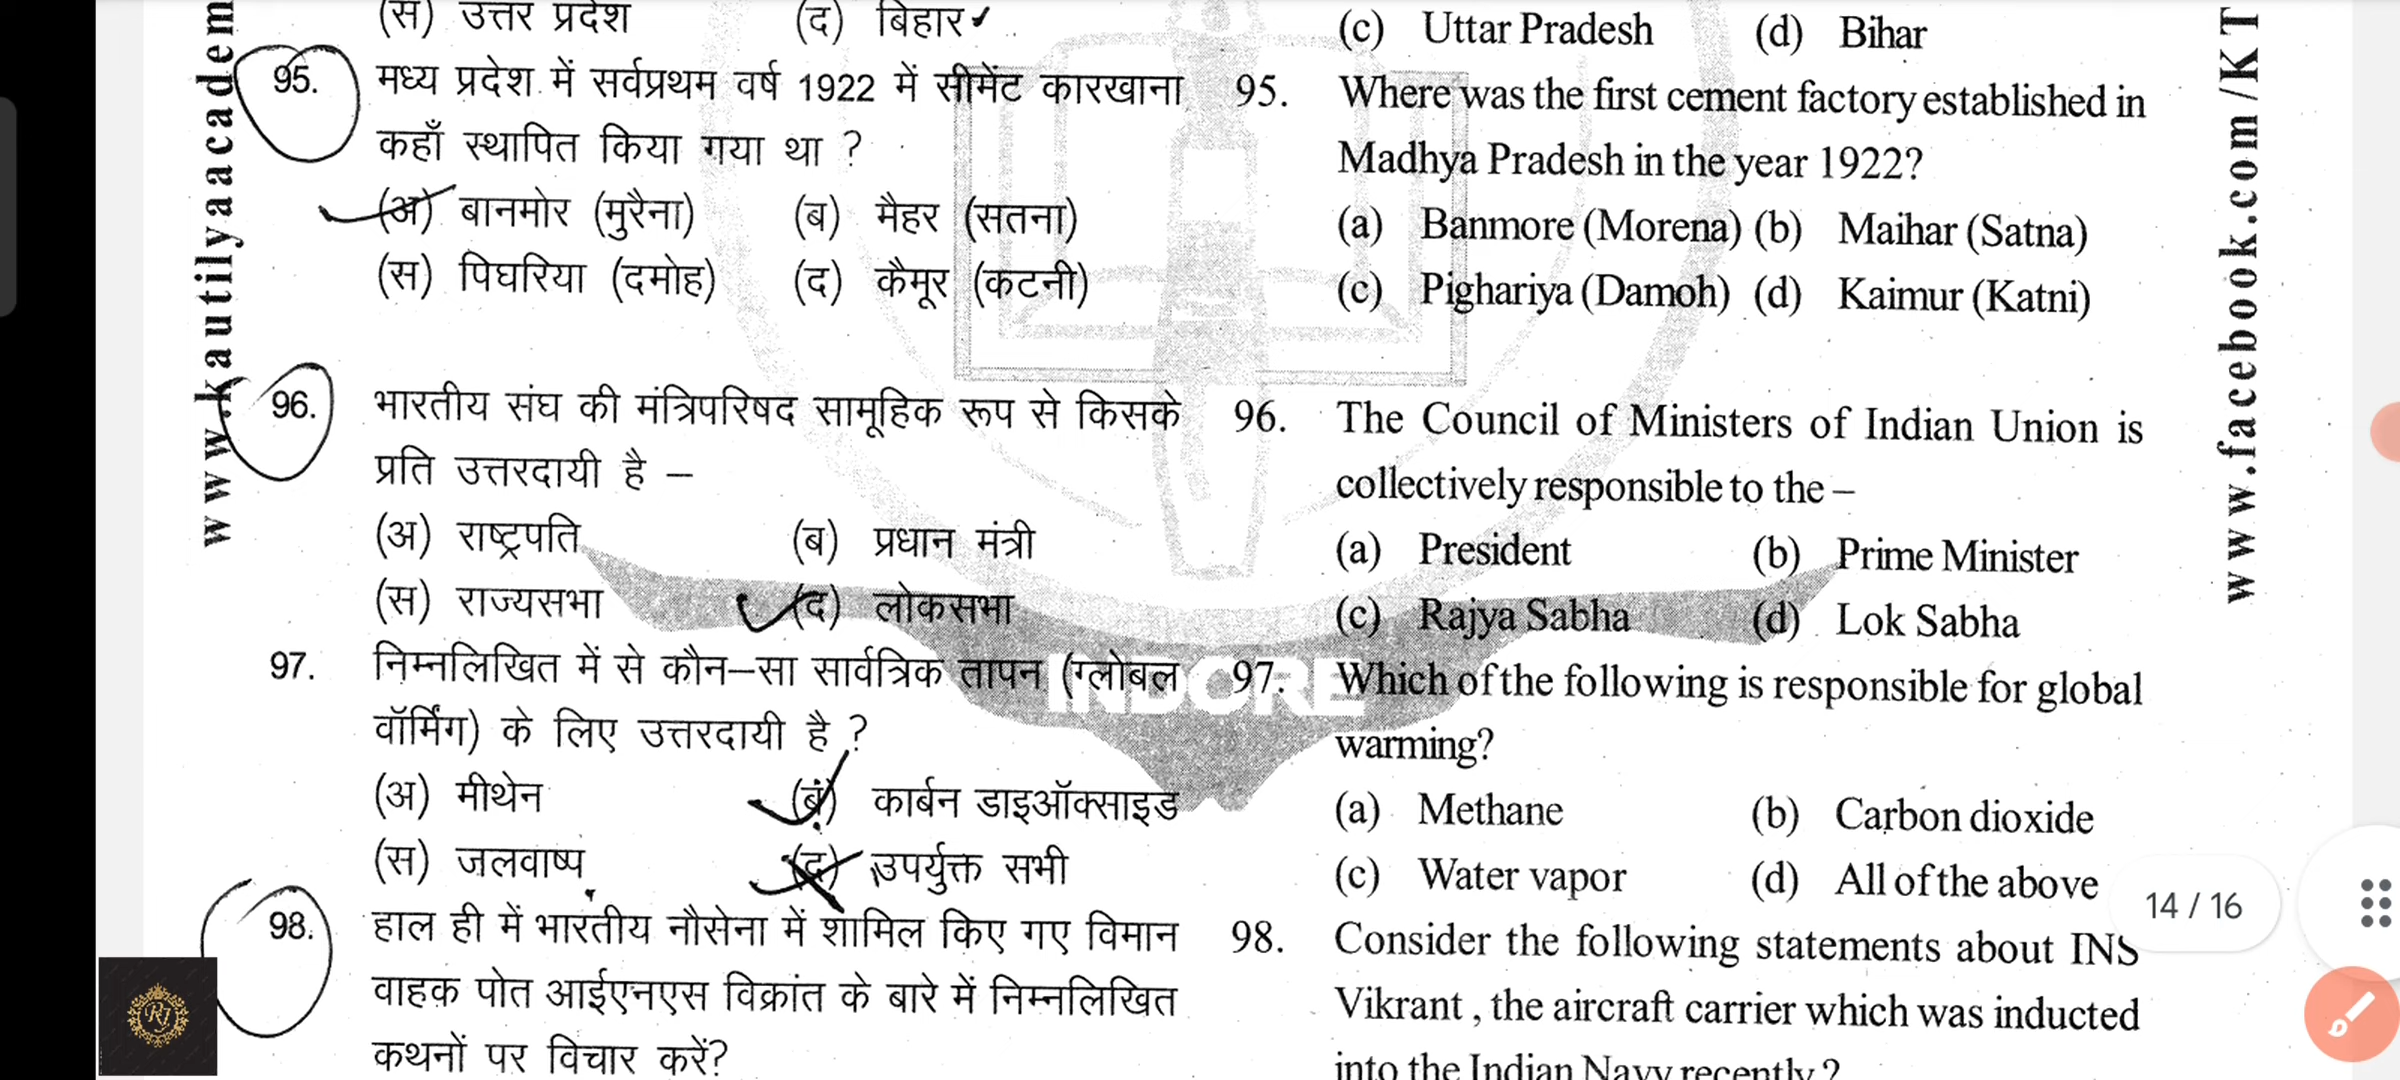 (स) उत्तर प्रदेश (द) बिहार
95. मध्य प्रदेश में सर्वप्रथम वर्ष 1922 में सीमेंट कारखाना
कहाँ स्थापित किया गया था ?
(अ) बानमोर (मुरैना) (ब) मैहर (सतना)
(स) पिघरिया (दमोह) (द) कैमूर (कटनी)
96. भारतीय संघ की मंत्रिपरिषद सामूहिक रूप से किसके
प्रति उत्तरदायी है –
(अ) राष्ट्रपति (ब) प्रधान मंत्री
(स) राज्यसभा (द) लोकसभा
97. निम्नलिखित में से कौन–सा सार्वत्रिक तापन (ग्लोबल
वॉर्मिंग) के लिए उत्तरदायी है ?
(अ) मीथेन (ब) कार्बन डाइऑक्साइड
(स) जलवाष्प (द) उपर्युक्त सभी
98. हाल ही में भारतीय नौसेना में शामिल किए गए विमान
वाहक पोत आईएनएस विक्रांत के बारे में निम्नलिखित
कथनों पर विचार करें?
(c) Uttar Pradesh (d) Bihar
95. Where was the first cement factory established in
Madhya Pradesh in the year 1922?
(a) Banmore (Morena) (b) Maihar (Satna)
(c) Pighariya (Damoh) (d) Kaimur (Katni)
96. The Council of Ministers of Indian Union is
collectively responsible to the –
(a) President (b) Prime Minister
(c) Rajya Sabha (d) Lok Sabha
97. Which of the following is responsible for global
warming?
(a) Methane (b) Carbon dioxide
(c) Water vapor (d) All of the above
98. Consider the following statements about INS
Vikrant , the aircraft carrier which was inducted
into the Indian Navy recently ?
www.kautilyaacadem
www.facebook.com/KT
INDORE
14 / 16
RJ